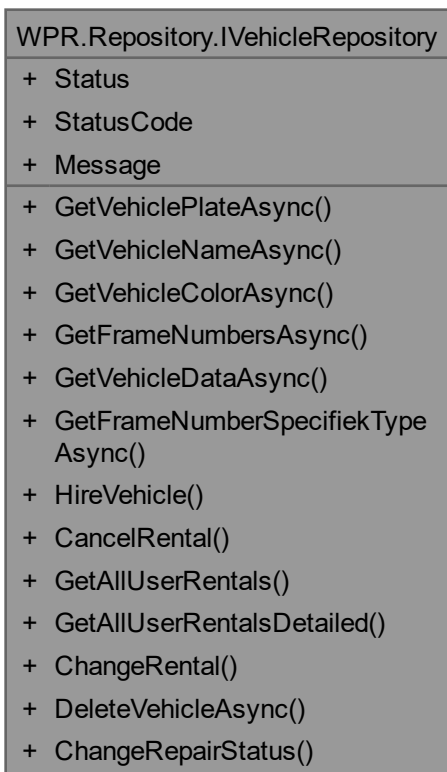 WPR.Repository.IVehicleRepository
+ Status
+ StatusCode
+ Message
+ GetVehiclePlateAsync()
+ GetVehicleNameAsync()
+ GetVehicleColorAsync()
+ GetFrameNumbersAsync()
+ GetVehicleDataAsync()
+ GetFrameNumberSpecifiekType
Async()
+ HireVehicle()
+ CancelRental()
+ GetAllUserRentals()
+ GetAllUserRentalsDetailed()
+ ChangeRental()
+ DeleteVehicleAsync()
+ ChangeRepairStatus()